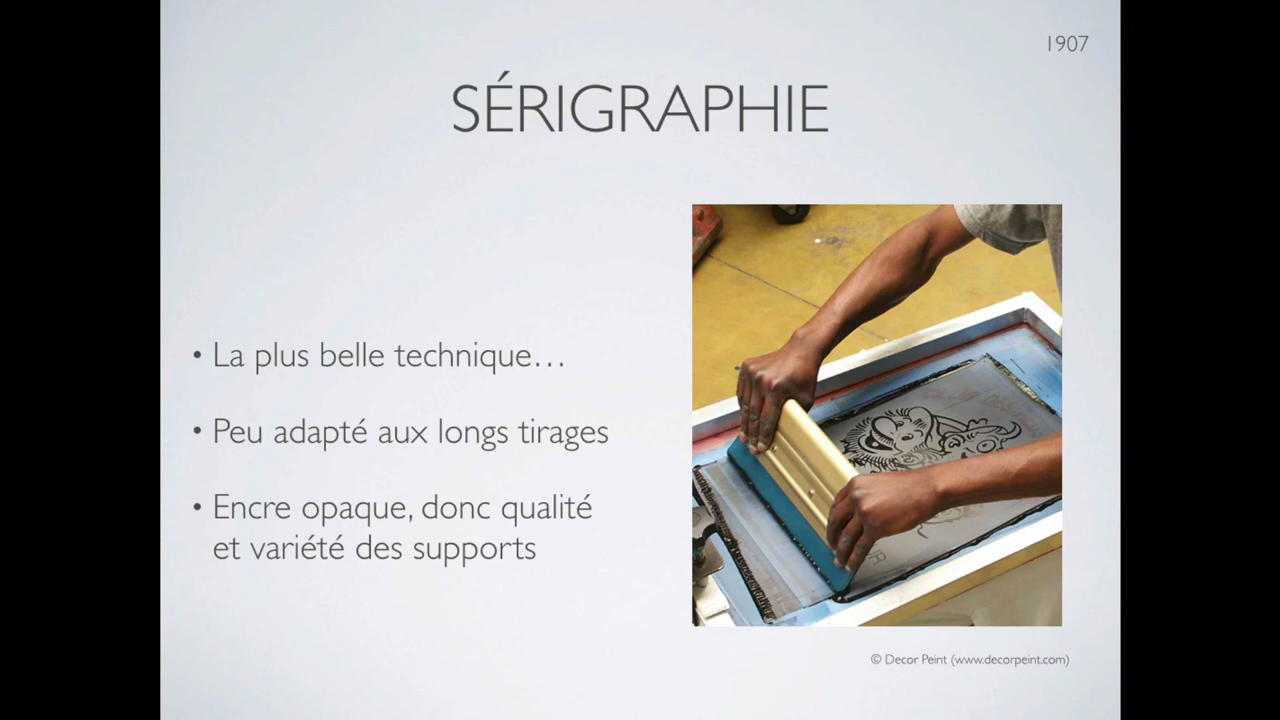 1907
SÉRIGRAPHIE
• La plus belle technique…
• Peu adapté aux longs tirages
• Encre opaque, donc qualité
et variété des supports
© Decor Peint (www.decorpeint.com)